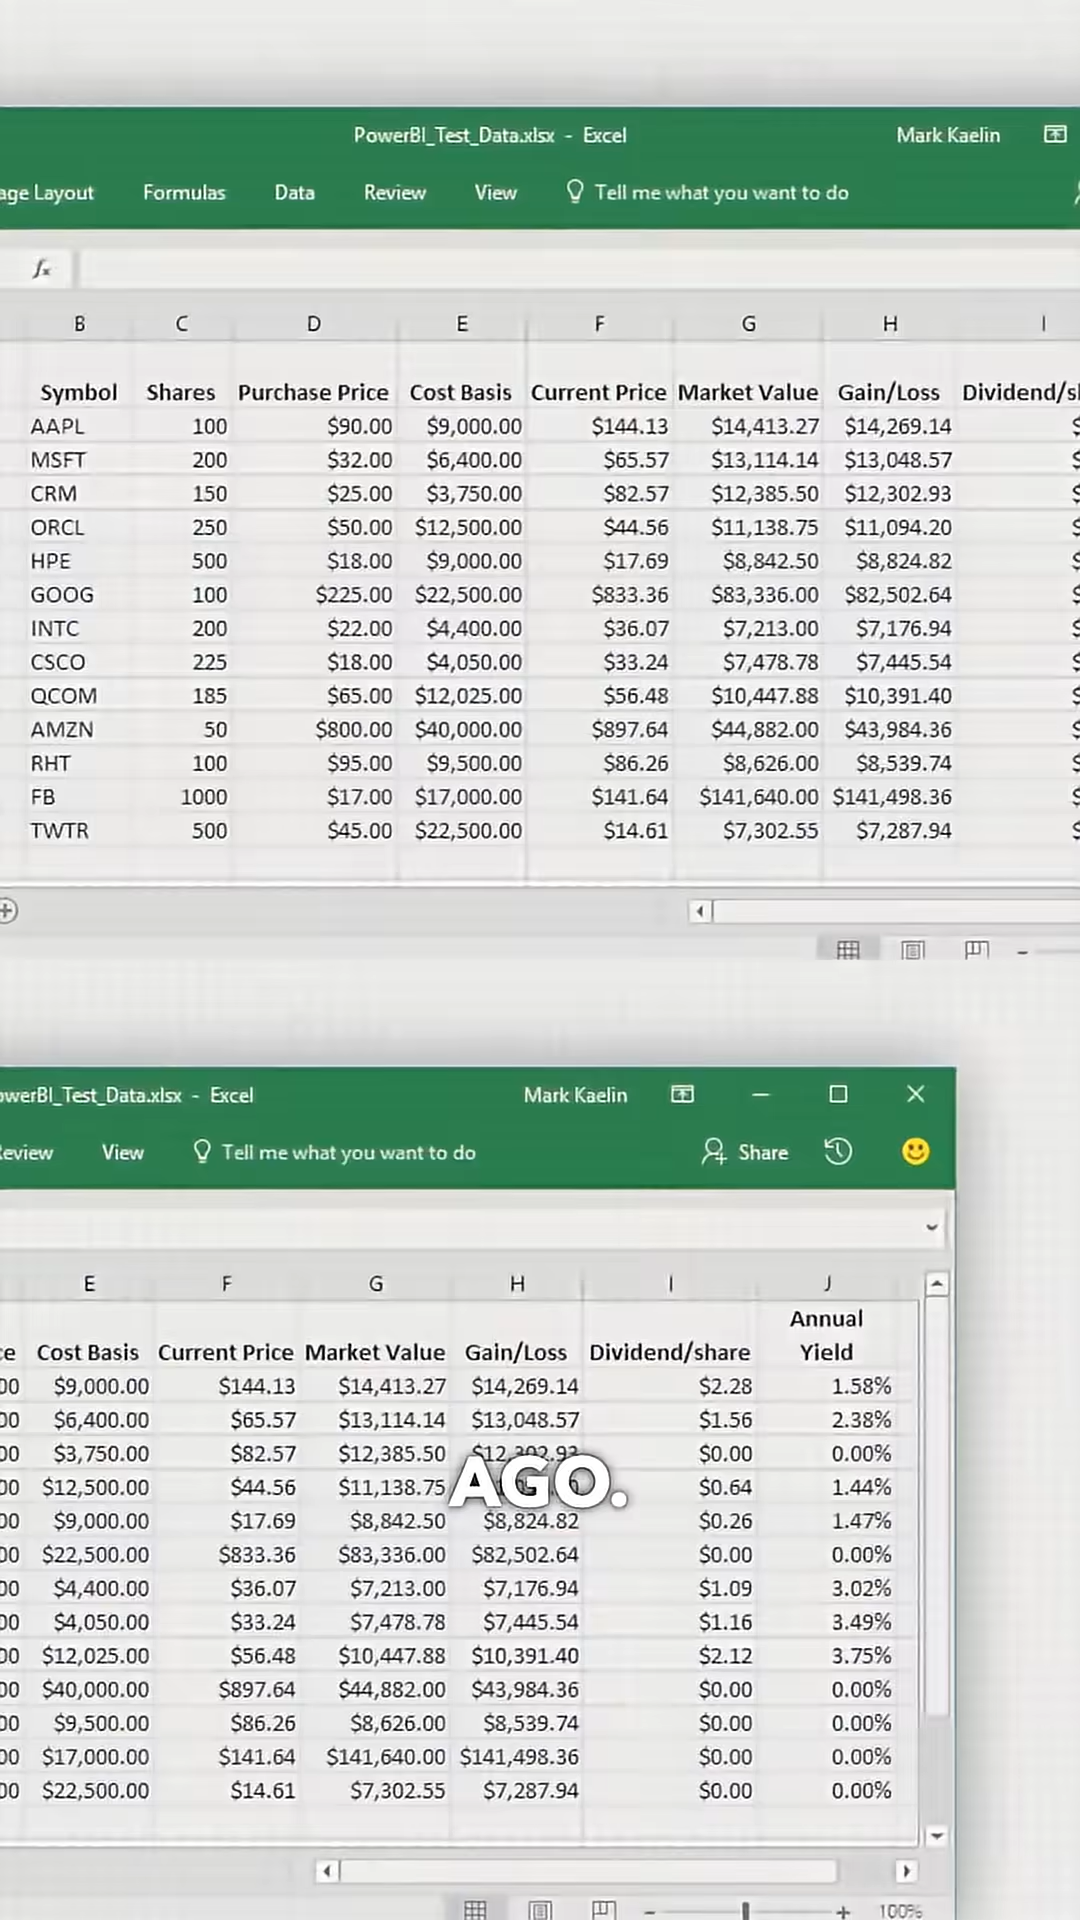 PowerBI_Test_Data.xlsx - Excel Mark Kaelin
age Layout Formulas Data Review View Tell me what you want to do
fx
B C D E F G H I
Symbol Shares Purchase Price Cost Basis Current Price Market Value Gain/Loss Dividend/sl
AAPL 100 $90.00 $9,000.00 $144.13 $14,413.27 $14,269.14 $
MSFT 200 $32.00 $6,400.00 $65.57 $13,114.14 $13,048.57 $
CRM 150 $25.00 $3,750.00 $82.57 $12,385.50 $12,302.93 $
ORCL 250 $50.00 $12,500.00 $44.56 $11,138.75 $11,094.20 $
HPE 500 $18.00 $9,000.00 $17.69 $8,842.50 $8,824.82 $
GOOG 100 $225.00 $22,500.00 $833.36 $83,336.00 $82,502.64 $
INTC 200 $22.00 $4,400.00 $36.07 $7,213.00 $7,176.94 $
CSCO 225 $18.00 $4,050.00 $33.24 $7,478.78 $7,445.54 $
QCOM 185 $65.00 $12,025.00 $56.48 $10,447.88 $10,391.40 $
AMZN 50 $800.00 $40,000.00 $897.64 $44,882.00 $43,984.36 $
RHT 100 $95.00 $9,500.00 $86.26 $8,626.00 $8,539.74 $
FB 1000 $17.00 $17,000.00 $141.64 $141,640.00 $141,498.36 $
TWTR 500 $45.00 $22,500.00 $14.61 $7,302.55 $7,287.94 $
owerBI_Test_Data.xlsx - Excel Mark Kaelin
Review View Tell me what you want to do Share
E F G H I J
Annual
ce Cost Basis Current Price Market Value Gain/Loss Dividend/share Yield
00 $9,000.00 $144.13 $14,413.27 $14,269.14 $2.28 1.58%
00 $6,400.00 $65.57 $13,114.14 $13,048.57 $1.56 2.38%
00 $3,750.00 $82.57 $12,385.50 $12,302.93 $0.00 0.00%
00 $12,500.00 $44.56 $11,138.75 $0.64 1.44%
AGO.
00 $9,000.00 $17.69 $8,842.50 $8,824.82 $0.26 1.47%
00 $22,500.00 $833.36 $83,336.00 $82,502.64 $0.00 0.00%
00 $4,400.00 $36.07 $7,213.00 $7,176.94 $1.09 3.02%
00 $4,050.00 $33.24 $7,478.78 $7,445.54 $1.16 3.49%
00 $12,025.00 $56.48 $10,447.88 $10,391.40 $2.12 3.75%
00 $40,000.00 $897.64 $44,882.00 $43,984.36 $0.00 0.00%
00 $9,500.00 $86.26 $8,626.00 $8,539.74 $0.00 0.00%
00 $17,000.00 $141.64 $141,640.00 $141,498.36 $0.00 0.00%
00 $22,500.00 $14.61 $7,302.55 $7,287.94 $0.00 0.00%
100%